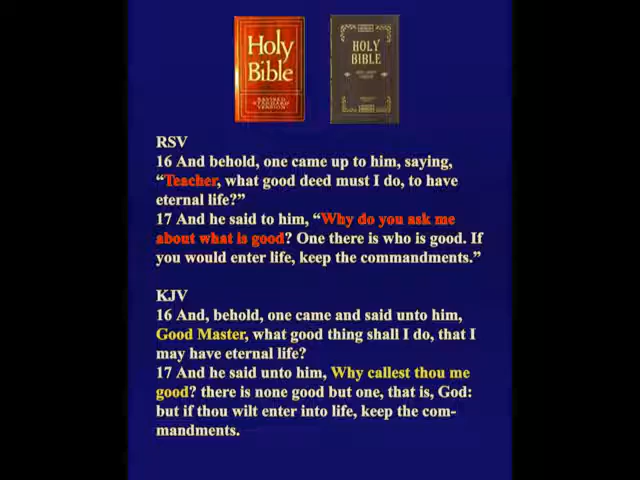 Holy
Bible
REVISED
STANDARD
VERSION
HOLY
BIBLE
RSV
16 And behold, one came up to him, saying,
“Teacher, what good deed must I do, to have
eternal life?”
17 And he said to him, “Why do you ask me
about what is good? One there is who is good. If
you would enter life, keep the commandments.”
KJV
16 And, behold, one came and said unto him,
Good Master, what good thing shall I do, that I
may have eternal life?
17 And he said unto him, Why callest thou me
good? there is none good but one, that is, God:
but if thou wilt enter into life, keep the com-
mandments.